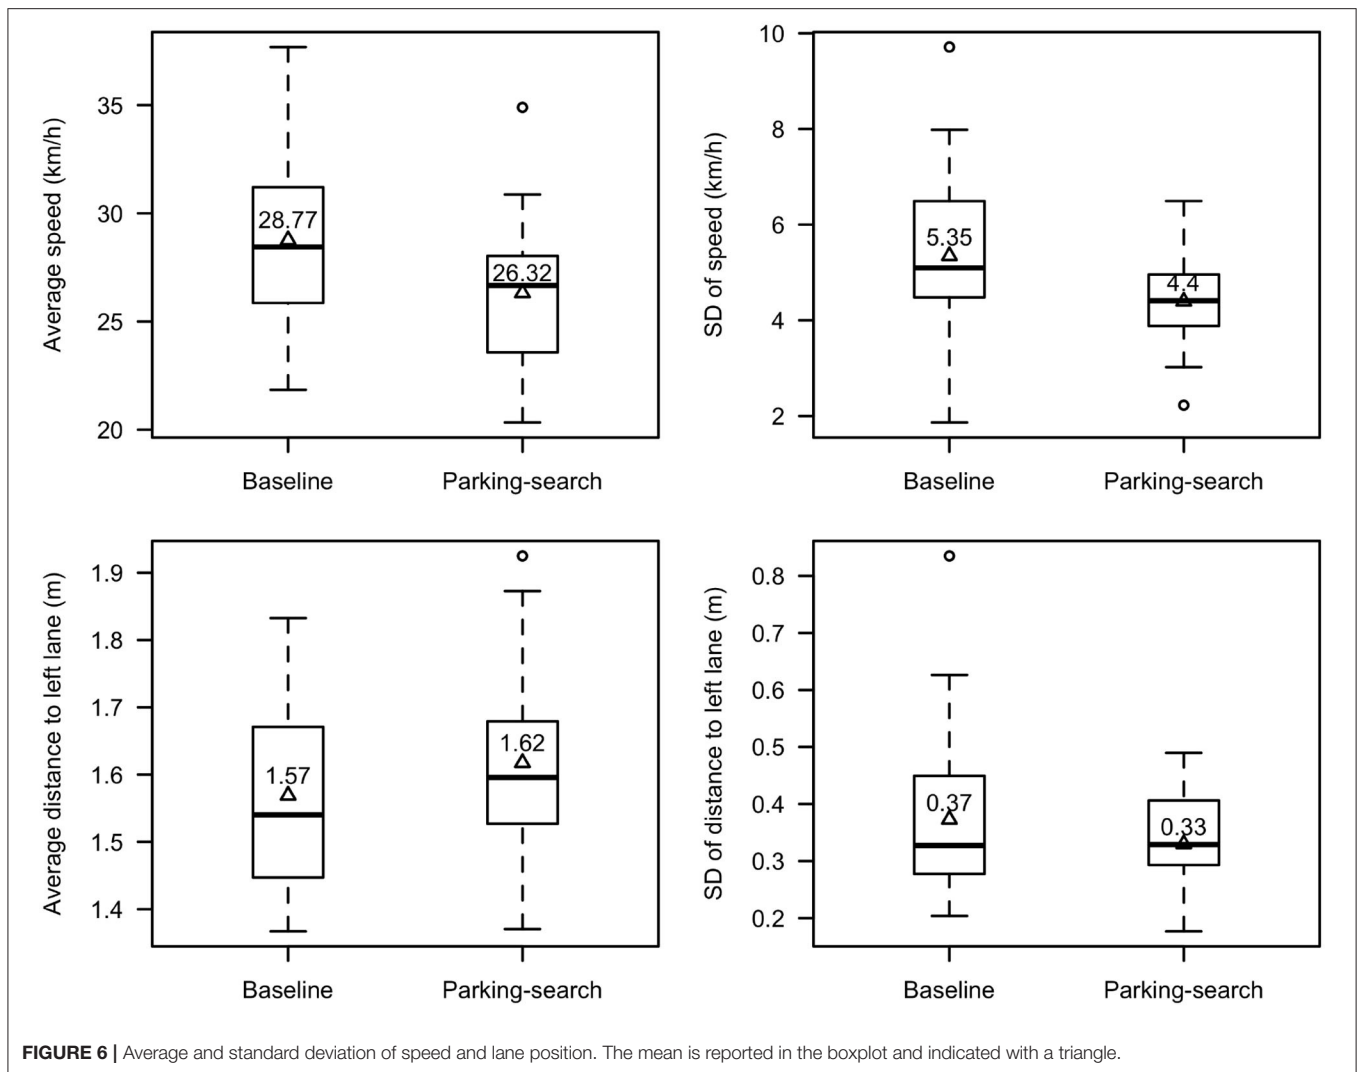 Average speed (km/h)
35
30
25
20
28.77
26.32
Baseline
Parking-search
SD of speed (km/h)
10
8
6
4
2
5.35
4.4
Baseline
Parking-search
Average distance to left lane (m)
1.9
1.8
1.7
1.6
1.5
1.4
1.57
1.62
Baseline
Parking-search
SD of distance to left lane (m)
0.8
0.7
0.6
0.5
0.4
0.3
0.2
0.37
0.33
Baseline
Parking-search
FIGURE 6 | Average and standard deviation of speed and lane position. The mean is reported in the boxplot and indicated with a triangle.